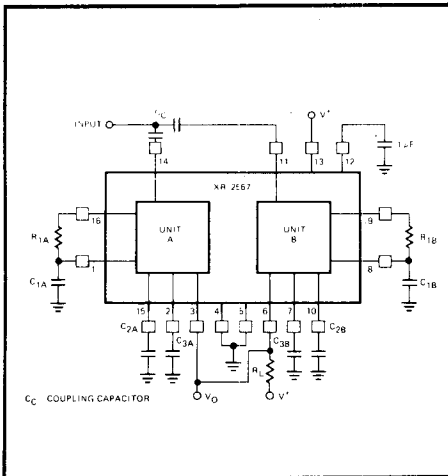 INPUT
CC
V+
1μF
14
11
13
12
XR 2567
16
R1A
1
C1A
UNIT
A
UNIT
B
9
R1B
8
C1B
15
2
3
4
5
6
7
10
C2A
C3A
C3B
C2B
RL
VO
V+
CC COUPLING CAPACITOR